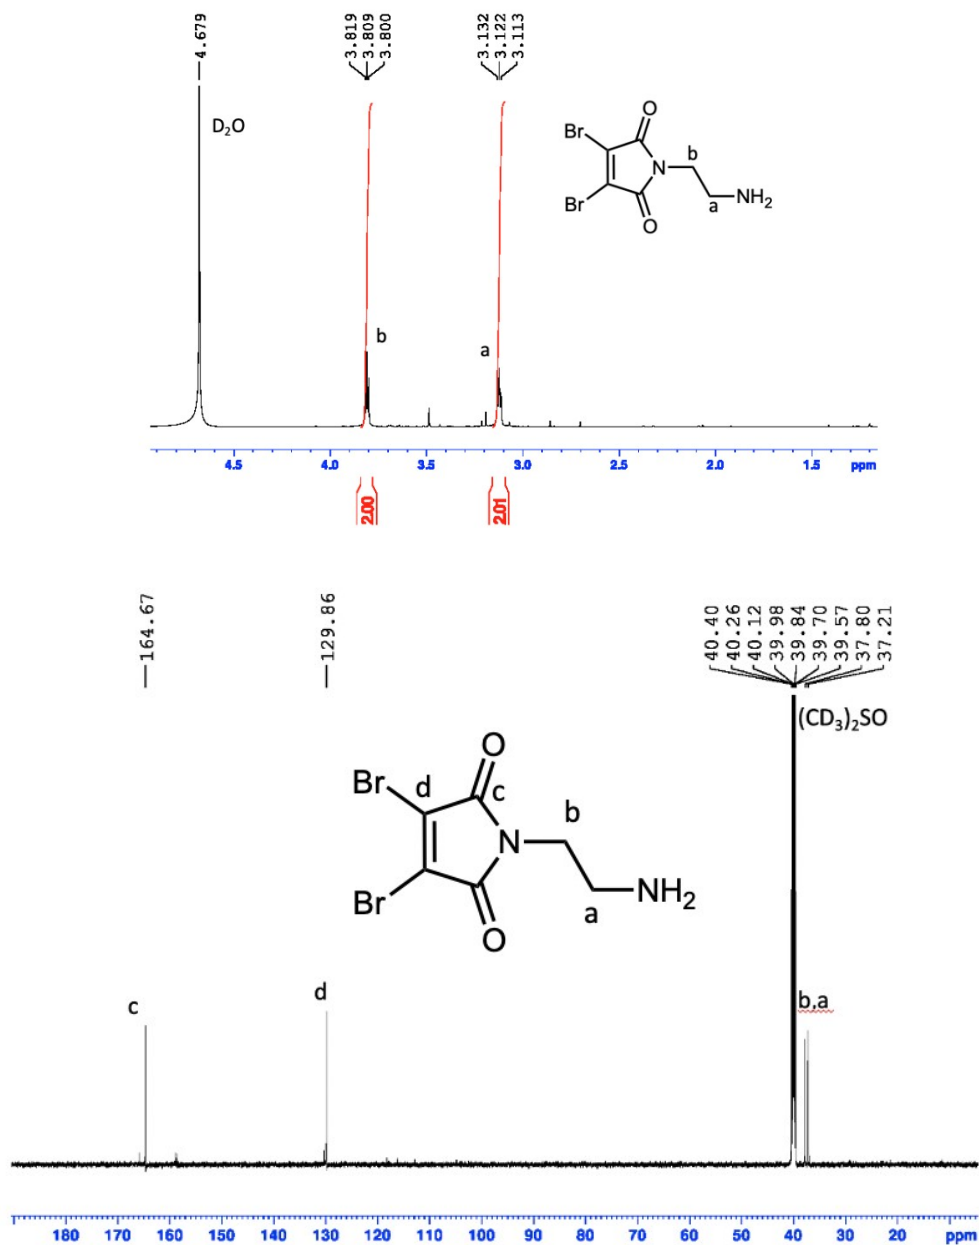 4.679
3.819
3.809
3.800
3.132
3.122
3.113
D₂O
Br
Br
O
O
N
b
a
NH₂
b
a
4.5
4.0
3.5
3.0
2.5
2.0
1.5
ppm
2.00
2.01
164.67
129.86
40.40
40.26
40.12
39.98
39.84
39.70
39.57
37.80
37.21
(CD₃)₂SO
O
Br
d
c
b
N
Br
NH₂
a
O
c
d
b,a
180
170
160
150
140
130
120
110
100
90
80
70
60
50
40
30
20
ppm